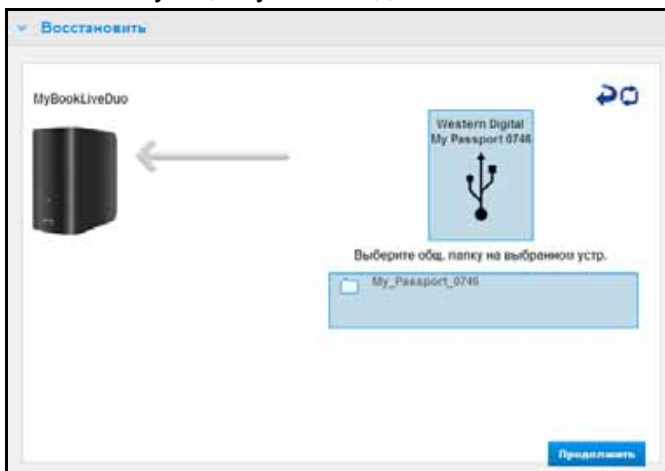 Восстановить
MyBookLiveDuo
Western Digital
My Passport 0746
Выберите общ. папку на выбранном устр.
My_Passport_0746
Продолжить